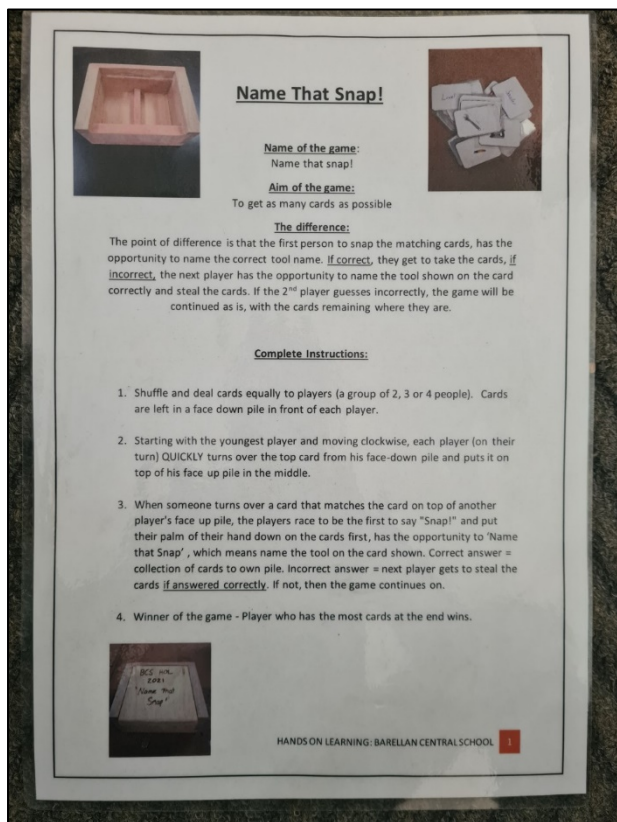 Name That Snap!
Name of the game:
Name that snap!
Aim of the game:
To get as many cards as possible
The difference:
The point of difference is that the first person to snap the matching cards, has the
opportunity to name the correct tool name. If correct, they get to take the cards, if
incorrect, the next player has the opportunity to name the tool shown on the card
correctly and steal the cards. If the 2nd player guesses incorrectly, the game will be
continued as is, with the cards remaining where they are.
Complete Instructions:
1. Shuffle and deal cards equally to players (a group of 2, 3 or 4 people). Cards
are left in a face down pile in front of each player.
2. Starting with the youngest player and moving clockwise, each player (on their
turn) QUICKLY turns over the top card from his face-down pile and puts it on
top of his face up pile in the middle.
3. When someone turns over a card that matches the card on top of another
player's face up pile, the players race to be the first to say "Snap!" and put
their palm of their hand down on the cards first, has the opportunity to 'Name
that Snap' , which means name the tool on the card shown. Correct answer =
collection of cards to own pile. Incorrect answer = next player gets to steal the
cards if answered correctly. If not, then the game continues on.
4. Winner of the game - Player who has the most cards at the end wins.
BCS HOL
2021
"Name that
Snap"
HANDS ON LEARNING: BARELLAN CENTRAL SCHOOL 1